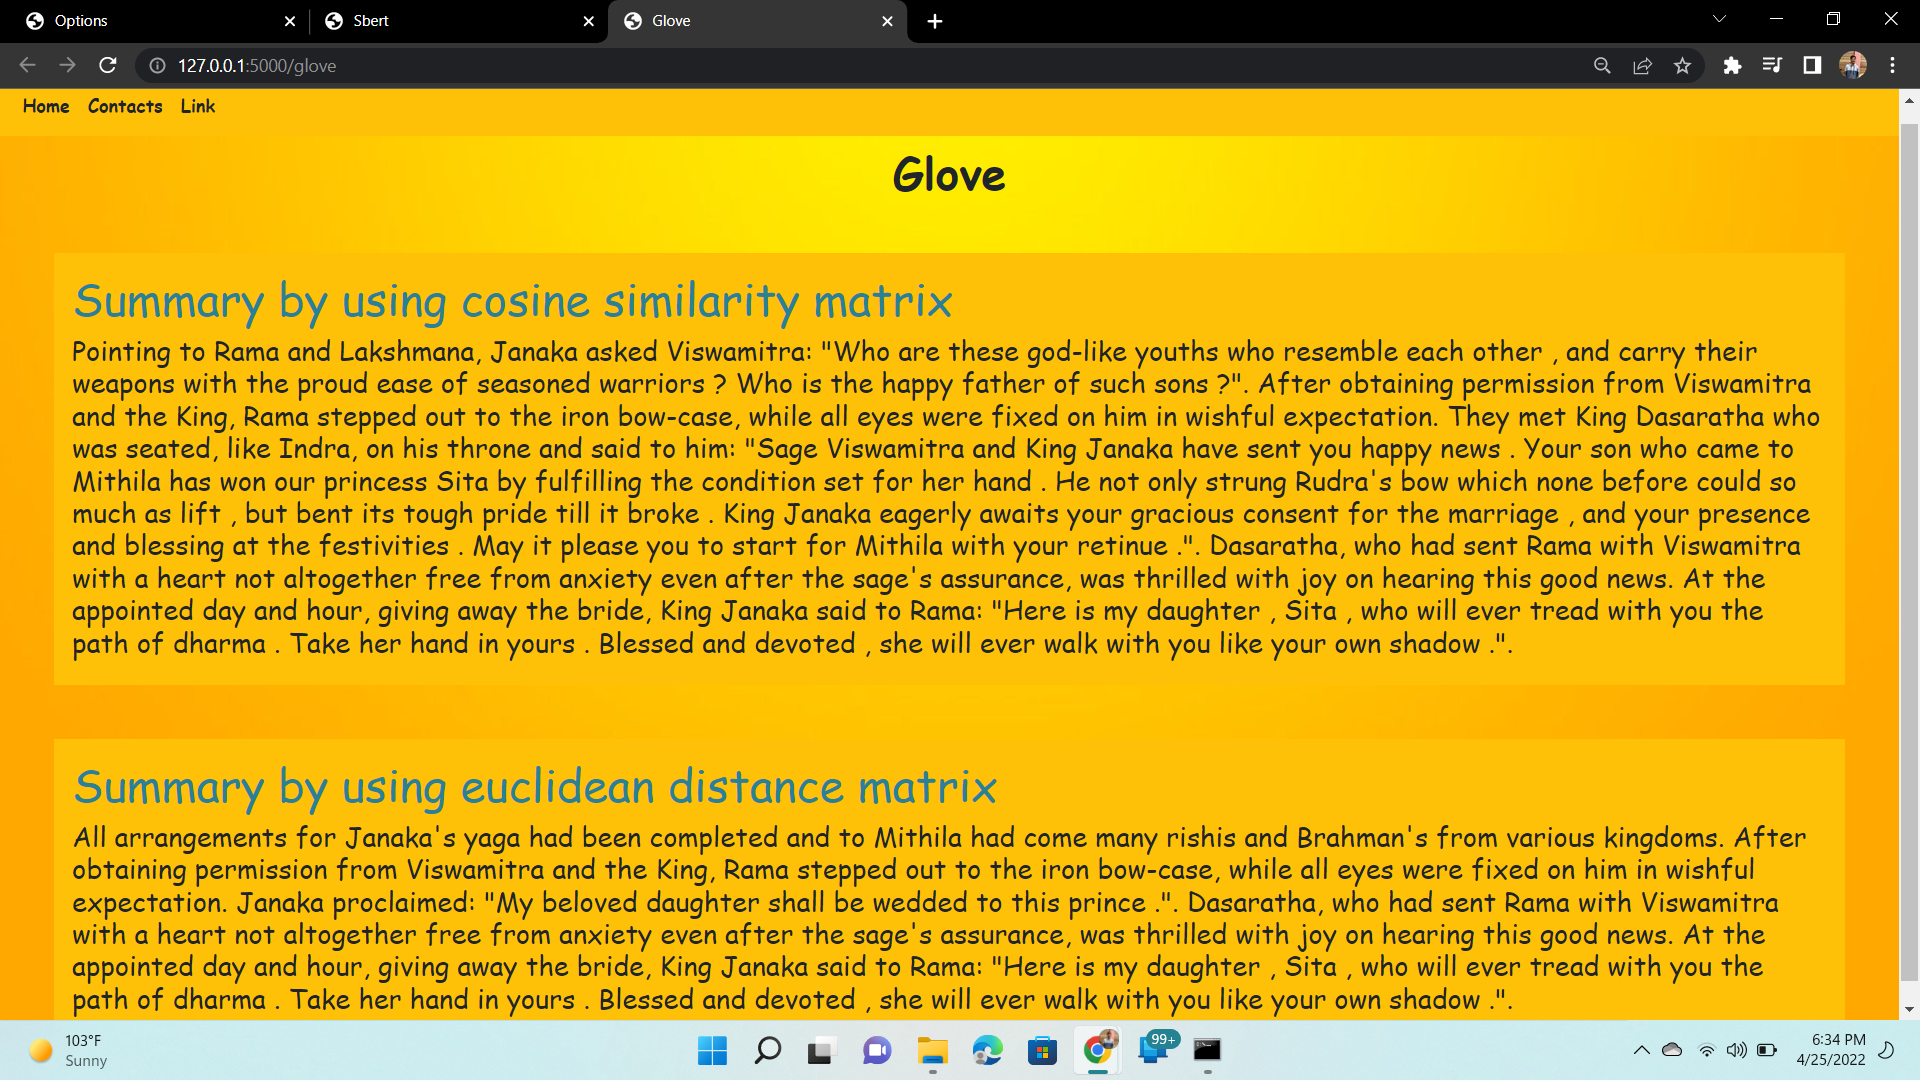 Options
Sbert
Glove
127.0.0.1:5000/glove
Home Contacts Link
Glove
Summary by using cosine similarity matrix
Pointing to Rama and Lakshmana, Janaka asked Viswamitra: "Who are these god-like youths who resemble each other , and carry their
weapons with the proud ease of seasoned warriors ? Who is the happy father of such sons ?". After obtaining permission from Viswamitra
and the King, Rama stepped out to the iron bow-case, while all eyes were fixed on him in wishful expectation. They met King Dasaratha who
was seated, like Indra, on his throne and said to him: "Sage Viswamitra and King Janaka have sent you happy news . Your son who came to
Mithila has won our princess Sita by fulfilling the condition set for her hand . He not only strung Rudra's bow which none before could so
much as lift , but bent its tough pride till it broke . King Janaka eagerly awaits your gracious consent for the marriage , and your presence
and blessing at the festivities . May it please you to start for Mithila with your retinue .". Dasaratha, who had sent Rama with Viswamitra
with a heart not altogether free from anxiety even after the sage's assurance, was thrilled with joy on hearing this good news. At the
appointed day and hour, giving away the bride, King Janaka said to Rama: "Here is my daughter , Sita , who will ever tread with you the
path of dharma . Take her hand in yours . Blessed and devoted , she will ever walk with you like your own shadow .".
Summary by using euclidean distance matrix
All arrangements for Janaka's yaga had been completed and to Mithila had come many rishis and Brahman's from various kingdoms. After
obtaining permission from Viswamitra and the King, Rama stepped out to the iron bow-case, while all eyes were fixed on him in wishful
expectation. Janaka proclaimed: "My beloved daughter shall be wedded to this prince .". Dasaratha, who had sent Rama with Viswamitra
with a heart not altogether free from anxiety even after the sage's assurance, was thrilled with joy on hearing this good news. At the
appointed day and hour, giving away the bride, King Janaka said to Rama: "Here is my daughter , Sita , who will ever tread with you the
path of dharma . Take her hand in yours . Blessed and devoted , she will ever walk with you like your own shadow .".
103°F
Sunny
99+
6:34 PM
4/25/2022